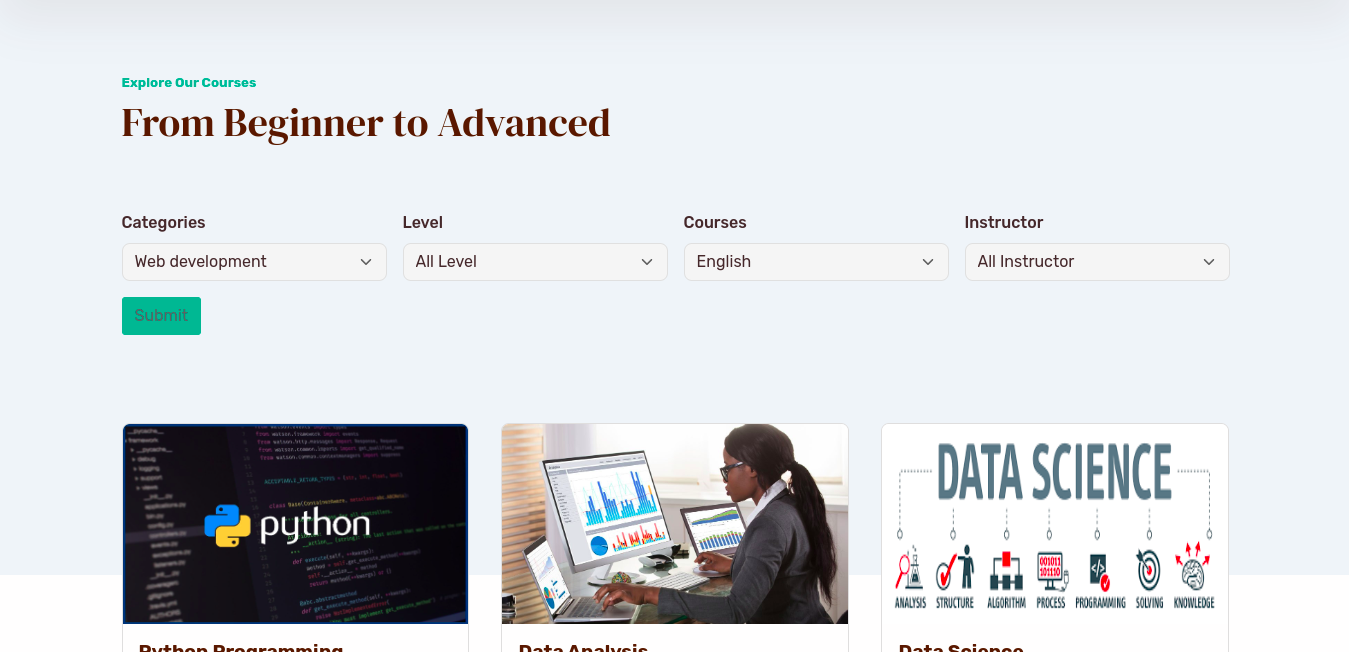 Explore Our Courses
From Beginner to Advanced
Categories
Level
Courses
Instructor
Web development
All Level
English
All Instructor
Submit
python
DATA SCIENCE
ANALYSIS STRUCTURE ALGORITHM PROCESS PROGRAMMING SOLVING KNOWLEDGE
Python Programming
Data Analysis
Data Science